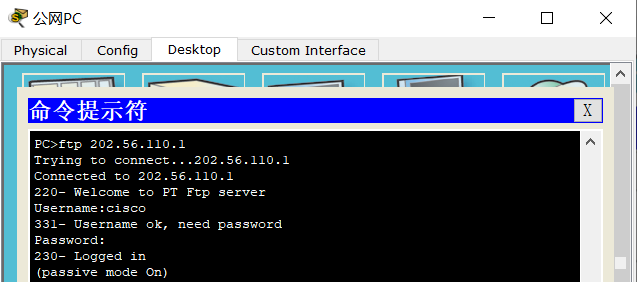 公网PC
Physical Config Desktop Custom Interface
命令提示符 X
PC>ftp 202.56.110.1
Trying to connect...202.56.110.1
Connected to 202.56.110.1
220- Welcome to PT Ftp server
Username:cisco
331- Username ok, need password
Password:
230- Logged in
(passive mode On)